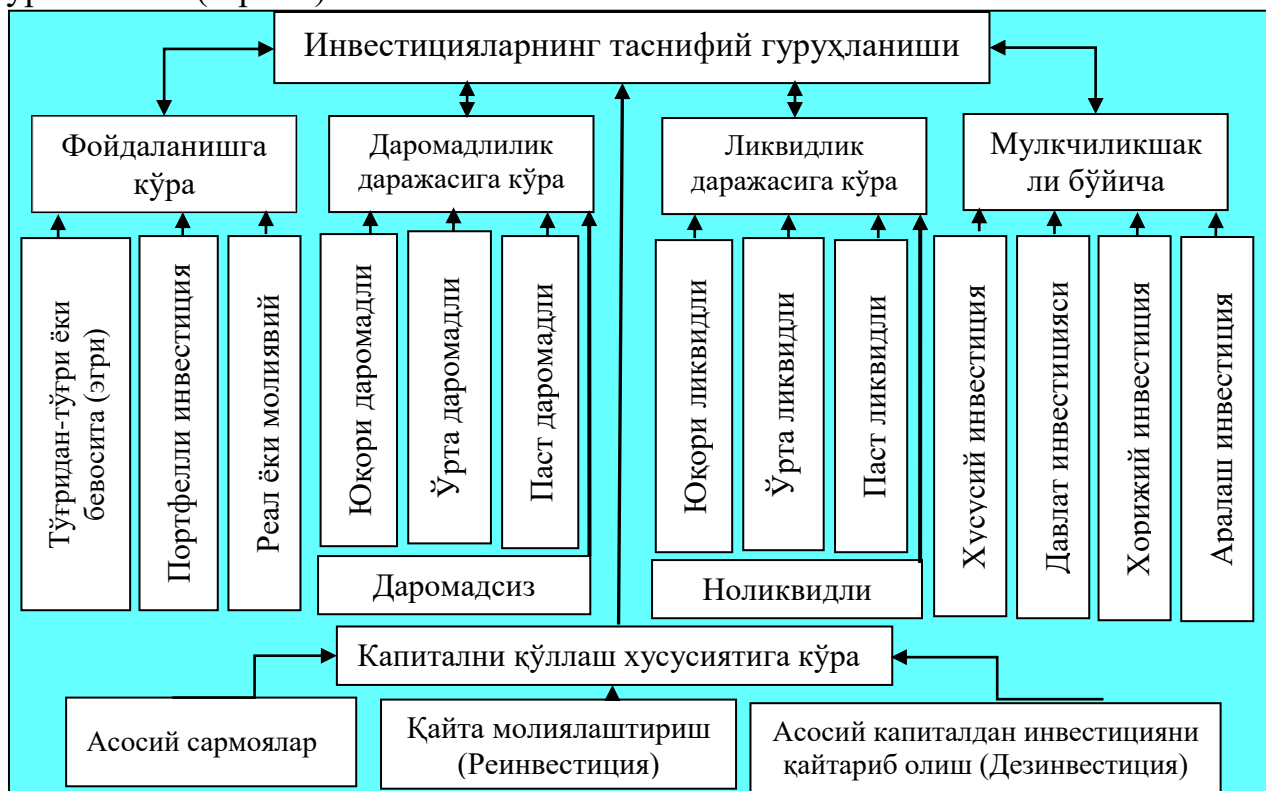 Инвестицияларнинг таснифий гуруҳланиши
Фойдаланишга
кўра
Даромадлилик
даражасига кўра
Ликвидлик
даражасига кўра
Мулкчиликшак
ли бўйича
Тўғридан-тўғри ёки
бевосита (эгри)
Портфелли инвестиция
Реал ёки молиявий
Юқори даромадли
Ўрта даромадли
Паст даромадли
Даромадсиз
Юқори ликвидли
Ўрта ликвидли
Паст ликвидли
Ноликвидли
Хусусий инвестиция
Давлат инвестицияси
Хорижий инвестиция
Аралаш инвестиция
Капитални қўллаш хусусиятига кўра
Асосий сармоялар
Қайта молиялаштириш
(Реинвестиция)
Асосий капиталдан инвестицияни
қайтариб олиш (Дезинвестиция)